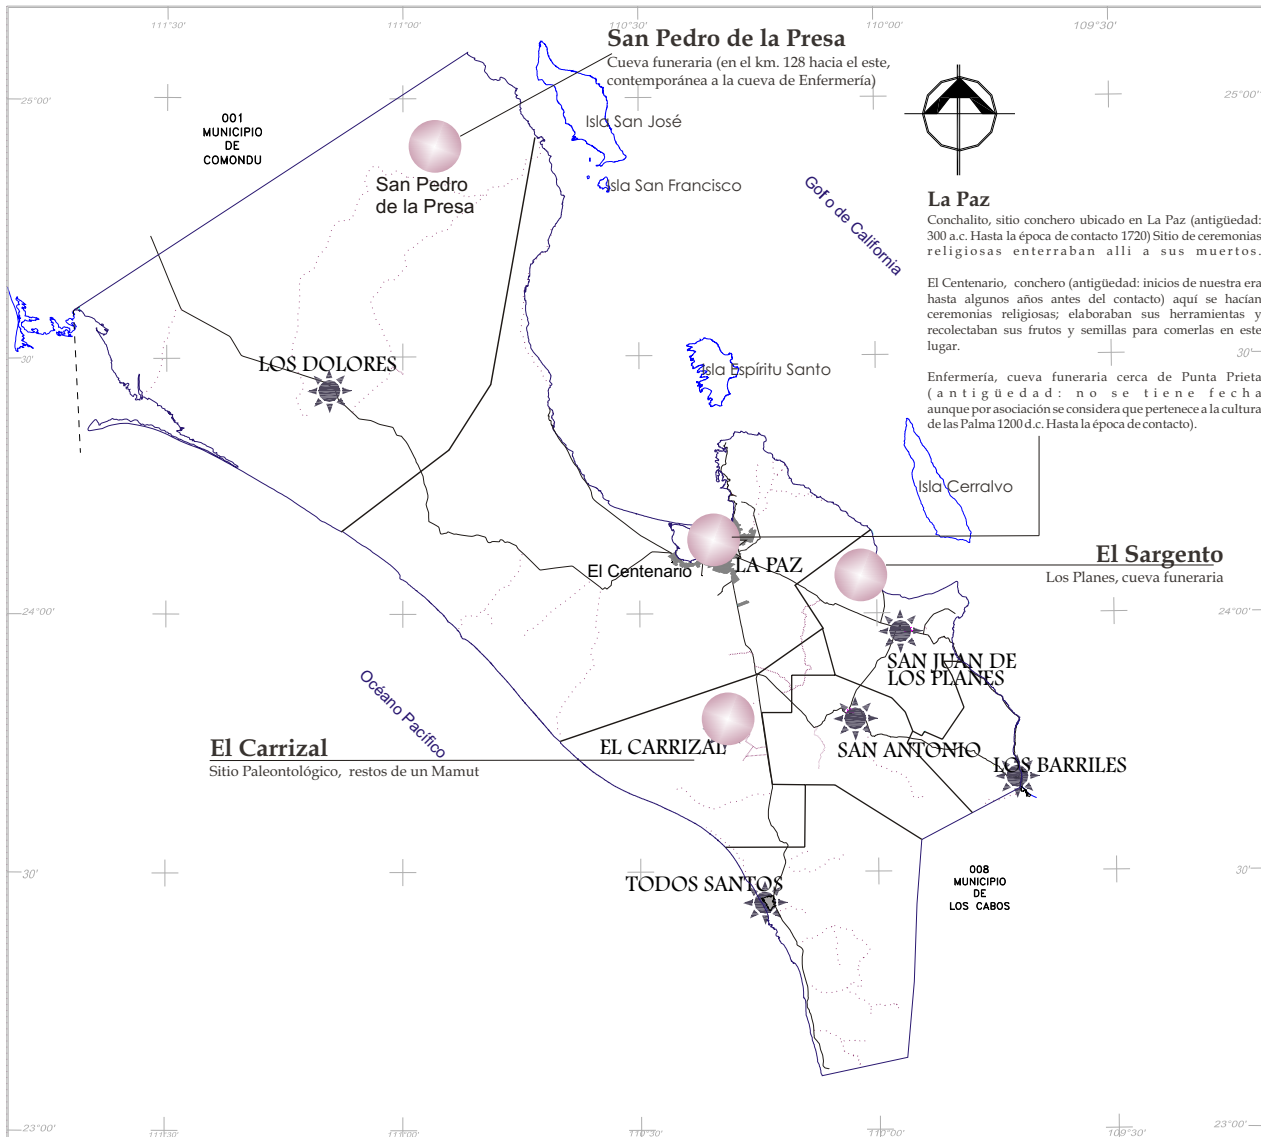 111°30'
111°00'
110°30'
110°00'
109°30'
San Pedro de la Presa
Cueva funeraria (en el km. 128 hacia el este,
contemporánea a la cueva de Enfermería)
25°00'
25°00'
001
MUNICIPIO
DE
COMONDU
Isla San José
San Pedro
de la Presa
Isla San Francisco
Golfo de California
La Paz
Conchalito, sitio conchero ubicado en La Paz (antigüedad:
300 a.c. Hasta la época de contacto 1720) Sitio de ceremonias
religiosas enterraban alli a sus muertos.
El Centenario, conchero (antigüedad: inicios de nuestra era
hasta algunos años antes del contacto) aquí se hacían
ceremonias religiosas; elaboraban sus herramientas y
recolectaban sus frutos y semillas para comerlas en este
lugar.
Enfermería, cueva funeraria cerca de Punta Prieta
(antigüedad: no se tiene fecha
aunque por asociación se considera que pertenece a la cultura
de las Palma 1200 d.c. Hasta la época de contacto).
30'
30'
LOS DOLORES
Isla Espíritu Santo
Isla Cerralvo
El Centenario
LA PAZ
El Sargento
Los Planes, cueva funeraria
24°00'
24°00'
SAN JUAN DE
LOS PLANES
Océano Pacífico
El Carrizal
Sitio Paleontológico, restos de un Mamut
EL CARRIZAL
SAN ANTONIO
LOS BARRILES
30'
30'
TODOS SANTOS
008
MUNICIPIO
DE
LOS CABOS
23°00'
23°00'
111°30'
111°00'
110°30'
110°00'
109°30'